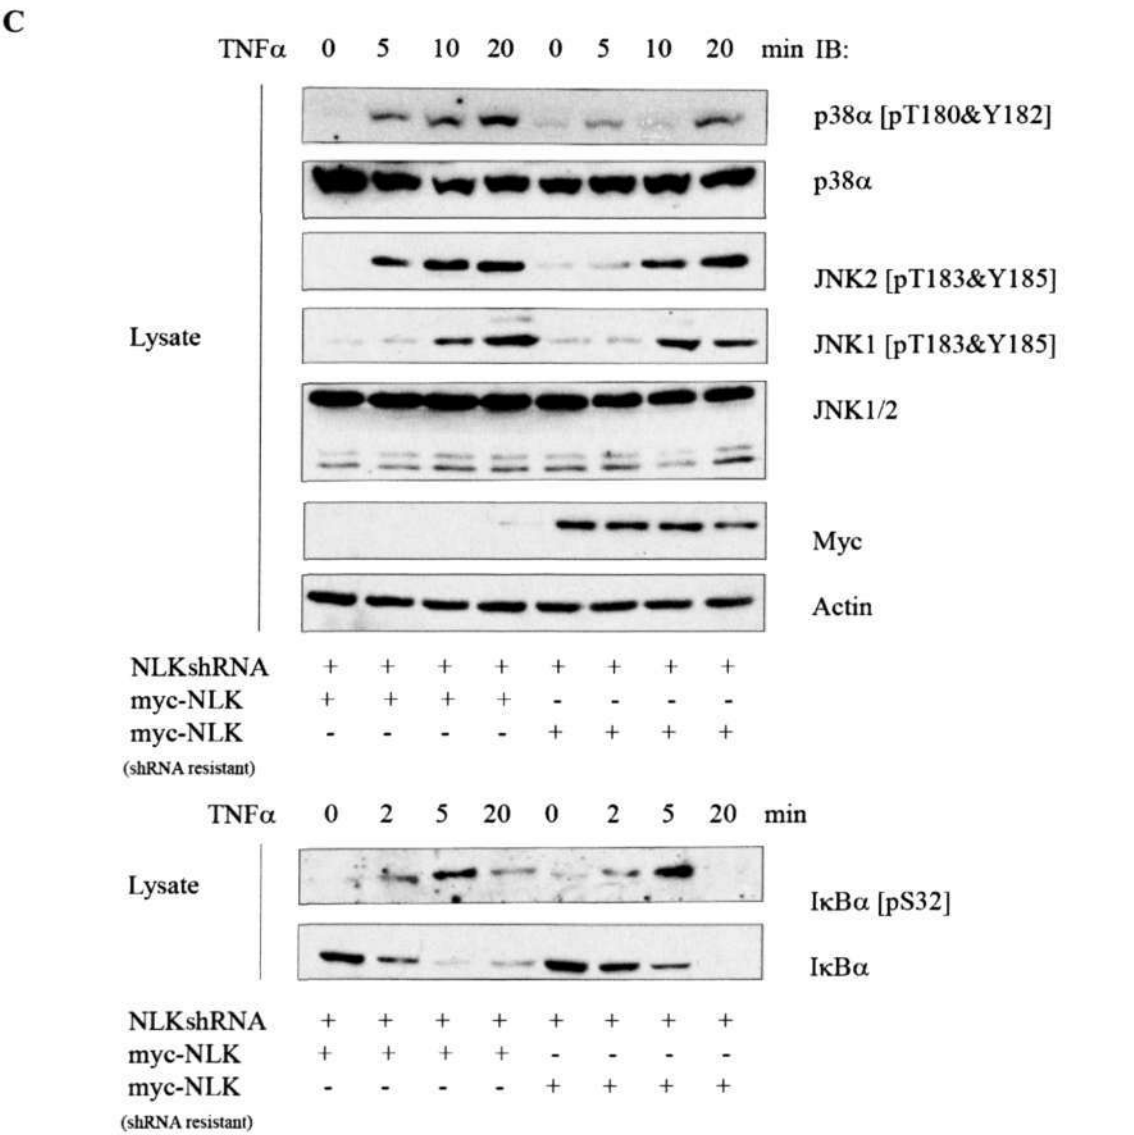 C
TNFα 0 5 10 20 0 5 10 20 min IB:
p38α [pT180&Y182]
p38α
JNK2 [pT183&Y185]
Lysate
JNK1 [pT183&Y185]
JNK1/2
Myc
Actin
NLKshRNA + + + + + + + +
myc-NLK + + + + - - - -
myc-NLK - - - - + + + +
(shRNA resistant)
TNFα 0 2 5 20 0 2 5 20 min
Lysate
IκBα [pS32]
IκBα
NLKshRNA + + + + + + + +
myc-NLK + + + + - - - -
myc-NLK - - - - + + + +
(shRNA resistant)